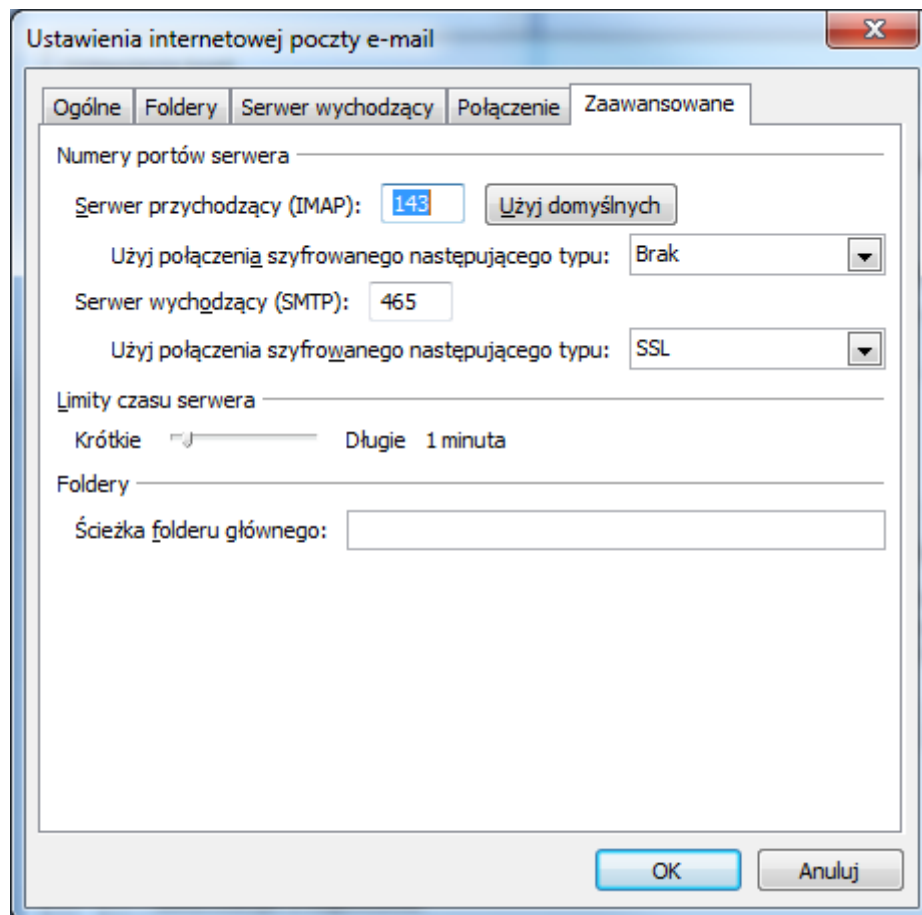 Ustawienia internetowej poczty e-mail
Ogólne Foldery Serwer wychodzący Połączenie Zaawansowane
Numery portów serwera
Serwer przychodzący (IMAP): 143 Użyj domyślnych
Użyj połączenia szyfrowanego następującego typu: Brak
Serwer wychodzący (SMTP): 465
Użyj połączenia szyfrowanego następującego typu: SSL
Limity czasu serwera
Krótkie Długie 1 minuta
Foldery
Ścieżka folderu głównego:
OK Anuluj